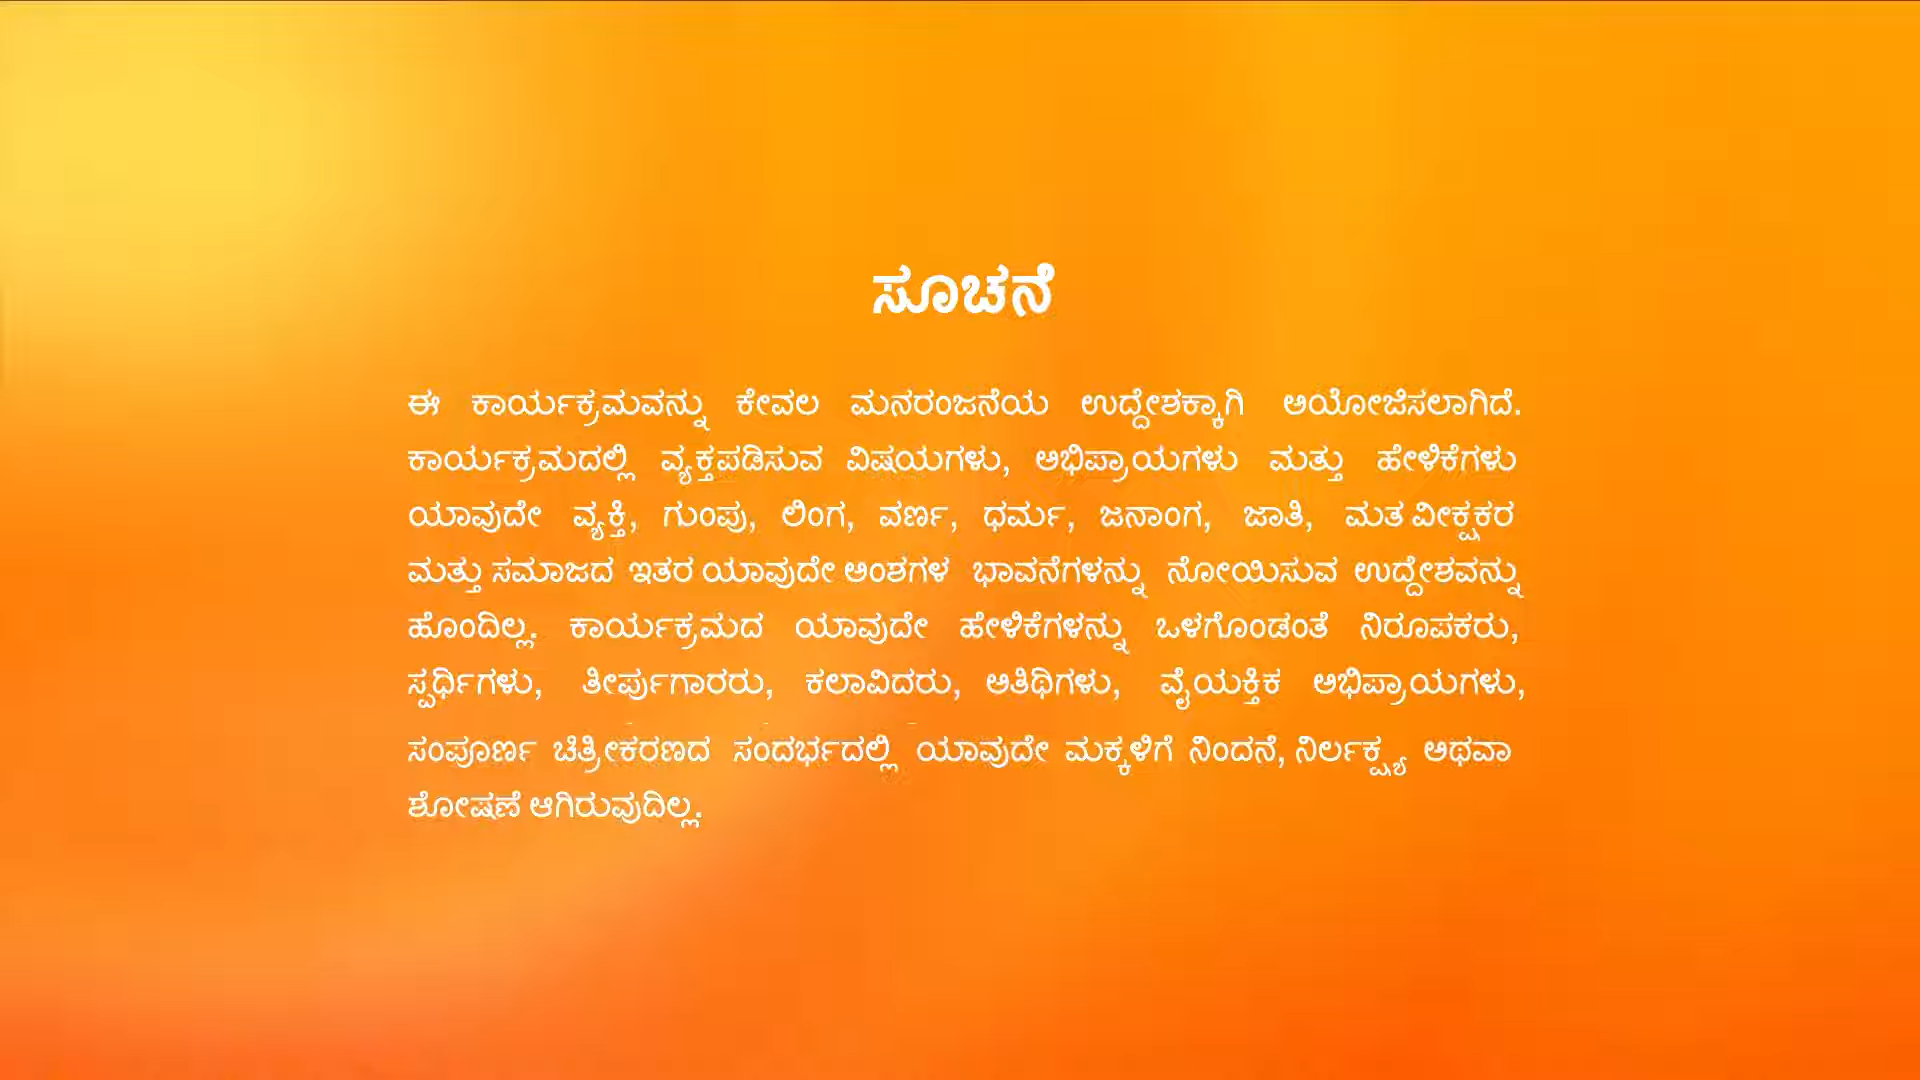 ಸೂಚನೆ
ಈ ಕಾರ್ಯಕ್ರಮವನ್ನು ಕೇವಲ ಮನರಂಜನೆಯ ಉದ್ದೇಶಕ್ಕಾಗಿ ಆಯೋಜಿಸಲಾಗಿದೆ.
ಕಾರ್ಯಕ್ರಮದಲ್ಲಿ ವ್ಯಕ್ತಪಡಿಸುವ ವಿಷಯಗಳು, ಅಭಿಪ್ರಾಯಗಳು ಮತ್ತು ಹೇಳಿಕೆಗಳು
ಯಾವುದೇ ವ್ಯಕ್ತಿ, ಗುಂಪು, ಲಿಂಗ, ವರ್ಣ, ಧರ್ಮ, ಜನಾಂಗ, ಜಾತಿ, ಮತ ವೀಕ್ಷಕರ
ಮತ್ತು ಸಮಾಜದ ಇತರ ಯಾವುದೇ ಅಂಶಗಳ ಭಾವನೆಗಳನ್ನು ನೋಯಿಸುವ ಉದ್ದೇಶವನ್ನು
ಹೊಂದಿಲ್ಲ. ಕಾರ್ಯಕ್ರಮದ ಯಾವುದೇ ಹೇಳಿಕೆಗಳನ್ನು ಒಳಗೊಂಡಂತೆ ನಿರೂಪಕರು,
ಸ್ಪರ್ಧಿಗಳು, ತೀರ್ಪುಗಾರರು, ಕಲಾವಿದರು, ಅತಿಥಿಗಳು, ವೈಯಕ್ತಿಕ ಅಭಿಪ್ರಾಯಗಳು,
ಸಂಪೂರ್ಣ ಚಿತ್ರೀಕರಣದ ಸಂದರ್ಭದಲ್ಲಿ ಯಾವುದೇ ಮಕ್ಕಳಿಗೆ ನಿಂದನೆ, ನಿರ್ಲಕ್ಷ್ಯ ಅಥವಾ
ಶೋಷಣೆ ಆಗಿರುವುದಿಲ್ಲ.